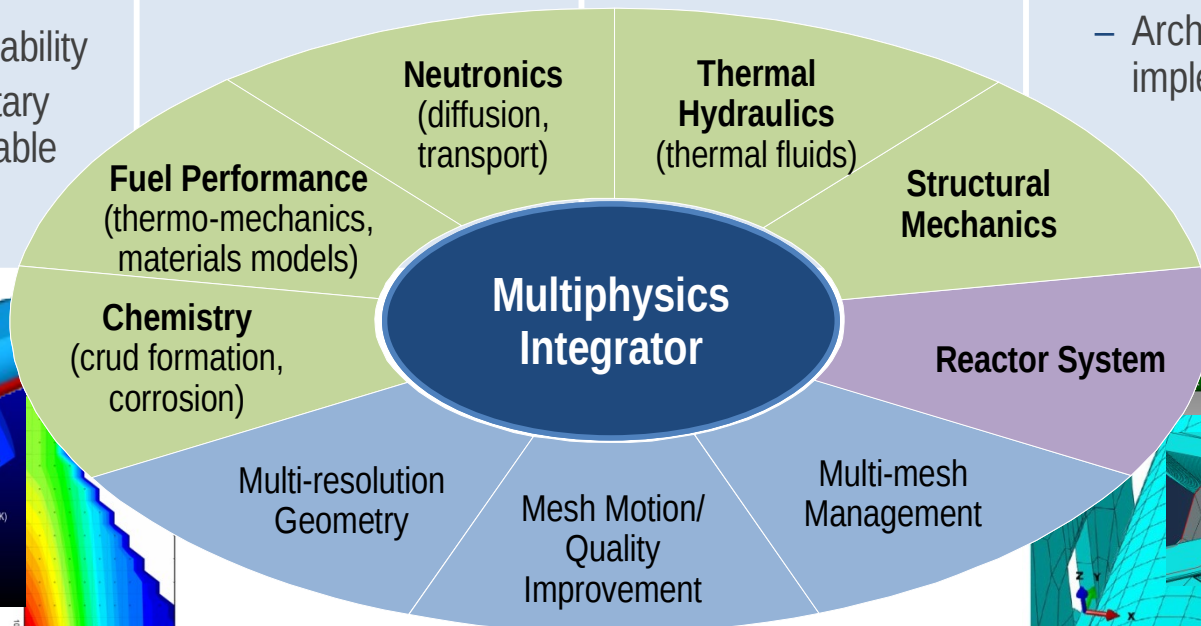 Neutronics
(diffusion,
transport)
Thermal
Hydraulics
(thermal fluids)
Fuel Performance
(thermo-mechanics,
materials models)
Structural
Mechanics
Chemistry
(crud formation,
corrosion)
Multiphysics
Integrator
Reactor System
Multi-resolution
Geometry
Mesh Motion/
Quality
Improvement
Multi-mesh
Management
Z
Y
X